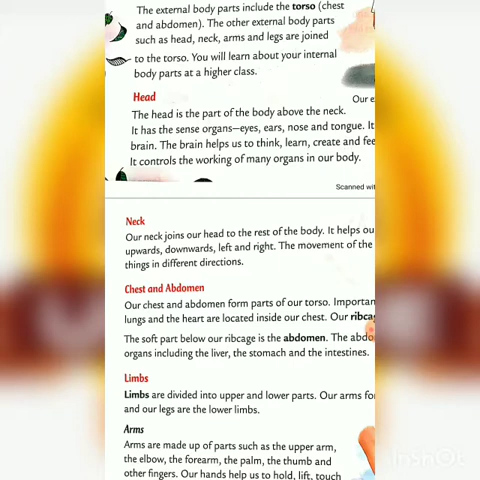 The external body parts include the torso (chest
and abdomen). The other external body parts
such as head, neck, arms and legs are joined
to the torso. You will learn about your internal
body parts at a higher class.
Our
Head
The head is the part of the body above the neck.
It has the sense organs—eyes, ears, nose and tongue. It
brain. The brain helps us to think, learn, create and
It controls the working of many organs in our body.
Scanned
Neck
Our neck joins our head to the rest of the body. It helps
upwards, downwards, left and right. The movement of the
things in different directions.
Chest and Abdomen
Our chest and abdomen form parts of our torso.
lungs and the heart are located inside our chest. Our
The soft part below our ribcage is the abdomen. The
organs including the liver, the stomach and the intestines.
Limbs
Limbs are divided into upper and lower parts. Our arms
and our legs are the lower limbs.
Arms
Arms are made up of parts such as the upper arm,
the elbow, the forearm, the palm, the thumb and
other fingers. Our hands help us to hold, lift, touch
InShOt